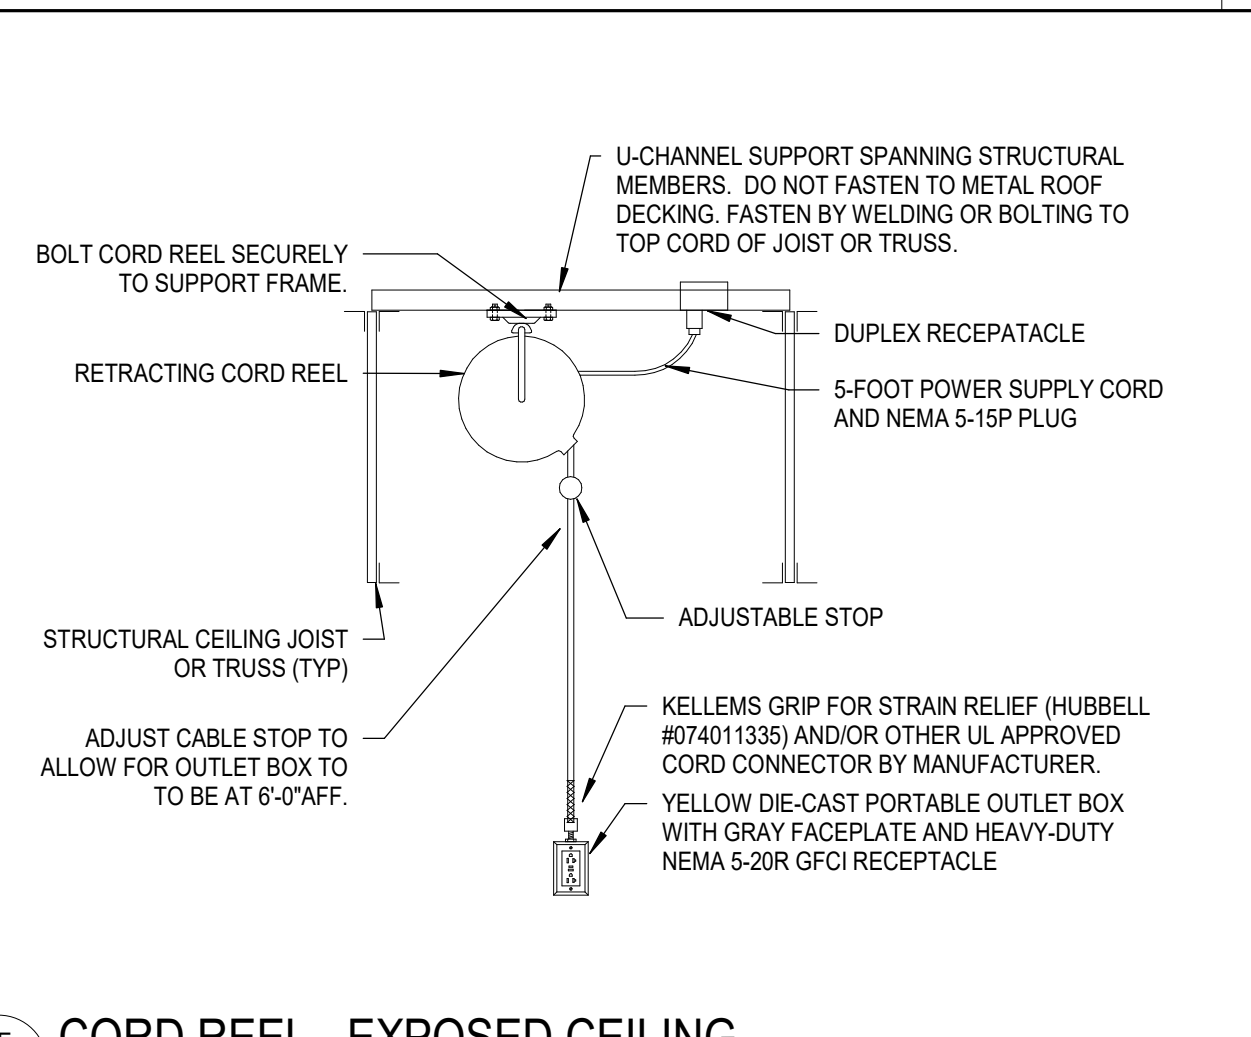 U-CHANNEL SUPPORT SPANNING STRUCTURAL
MEMBERS. DO NOT FASTEN TO METAL ROOF
DECKING. FASTEN BY WELDING OR BOLTING TO
TOP CORD OF JOIST OR TRUSS.
BOLT CORD REEL SECURELY
TO SUPPORT FRAME.
DUPLEX RECEPATACLE
RETRACTING CORD REEL
5-FOOT POWER SUPPLY CORD
AND NEMA 5-15P PLUG
ADJUSTABLE STOP
STRUCTURAL CEILING JOIST
OR TRUSS (TYP)
KELLEMS GRIP FOR STRAIN RELIEF (HUBBELL
#074011335) AND/OR OTHER UL APPROVED
CORD CONNECTOR BY MANUFACTURER.
ADJUST CABLE STOP TO
ALLOW FOR OUTLET BOX TO
TO BE AT 6'-0"AFF.
YELLOW DIE-CAST PORTABLE OUTLET BOX
WITH GRAY FACEPLATE AND HEAVY-DUTY
NEMA 5-20R GFCI RECEPTACLE
CORD REEL - EXPOSED CEILING